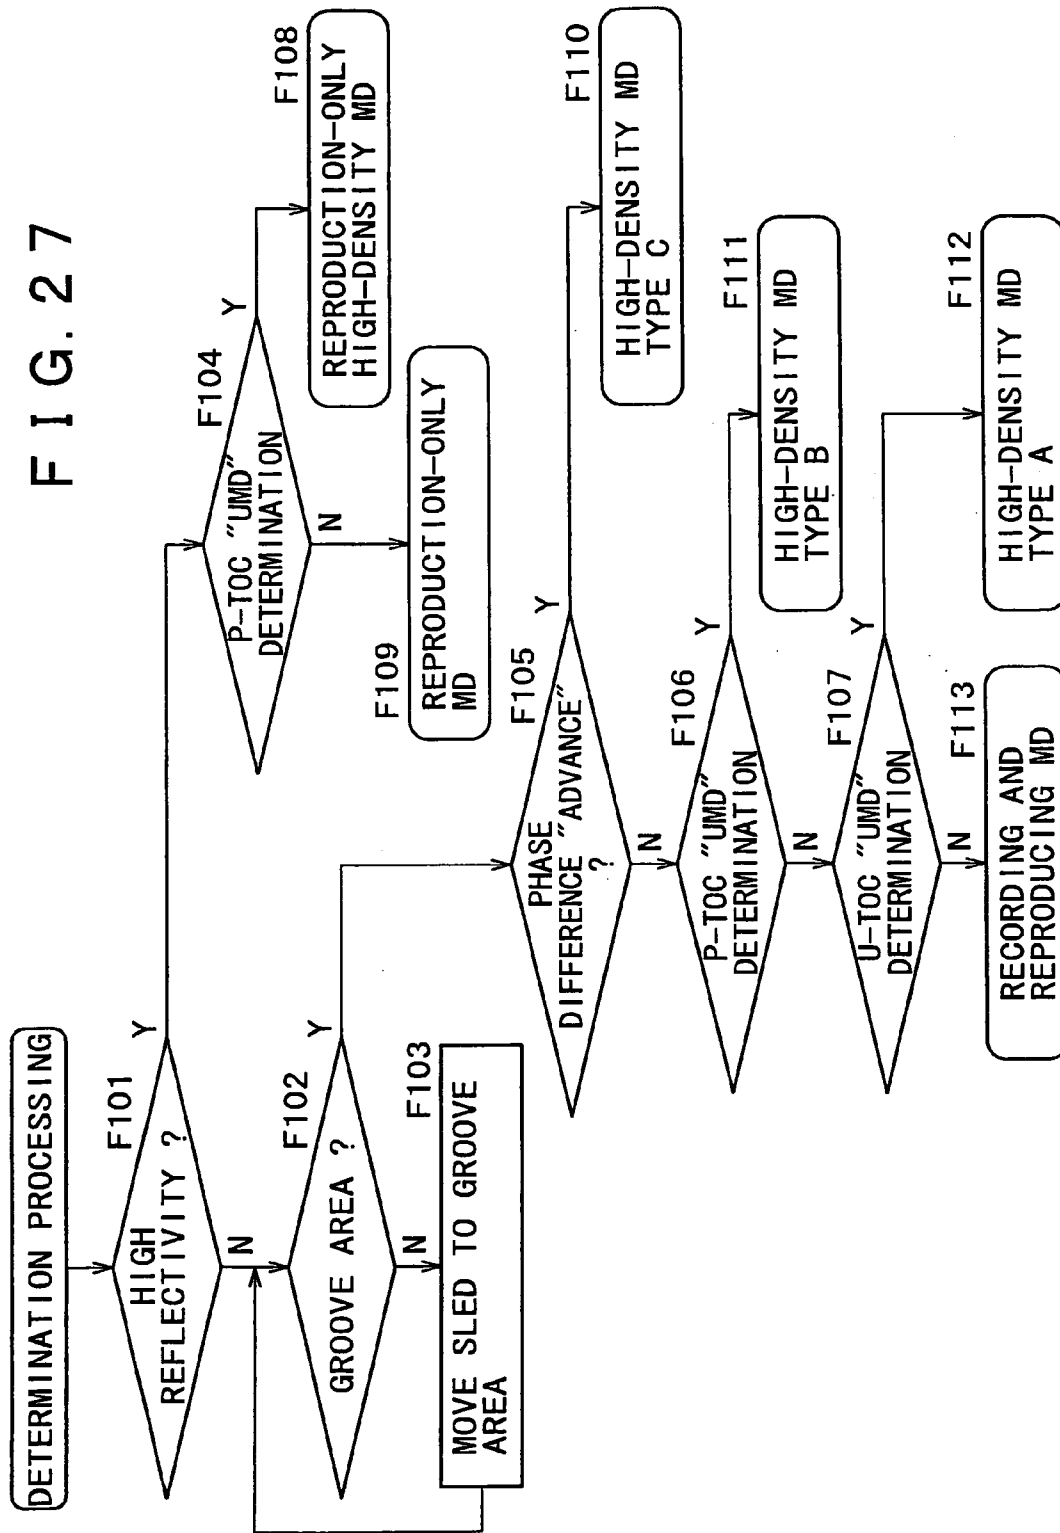 FIG. 27
DETERMINATION PROCESSING
F101
HIGH
REFLECTIVITY ?
Y
N
F102
GROOVE AREA ?
Y
N
F103
MOVE SLED TO GROOVE
AREA
F104
P-TOC "UMD"
DETERMINATION
Y
N
F108
REPRODUCTION-ONLY
HIGH-DENSITY MD
F109
REPRODUCTION-ONLY
MD
F105
PHASE
DIFFERENCE "ADVANCE"
?
Y
N
F110
HIGH-DENSITY MD
TYPE C
F106
P-TOC "UMD"
DETERMINATION
Y
N
F111
HIGH-DENSITY MD
TYPE B
F107
U-TOC "UMD"
DETERMINATION
Y
N
F112
HIGH-DENSITY MD
TYPE A
F113
RECORDING AND
REPRODUCING MD